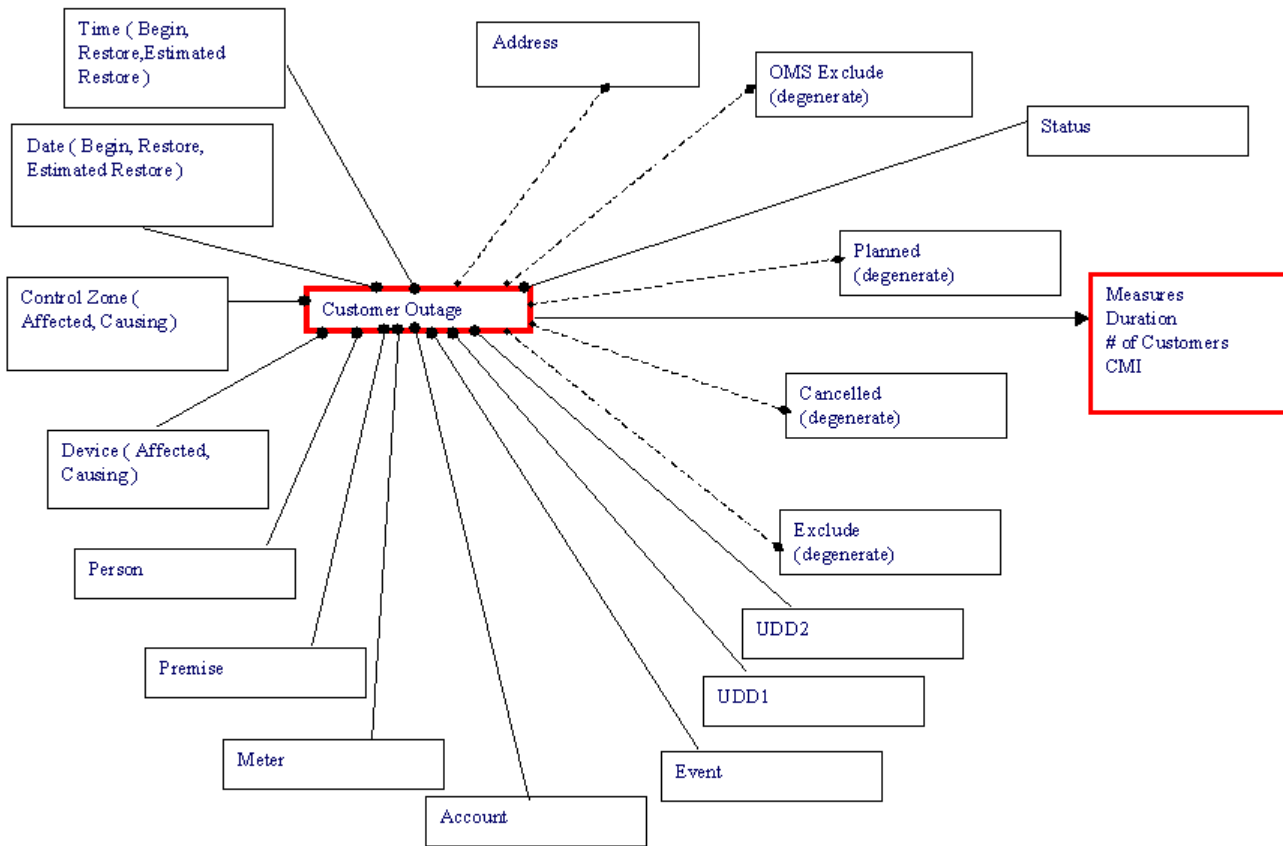 Time ( Begin,
Restore,Estimated
Restore )
Address
OMS Exclude
(degenerate)
Status
Date ( Begin, Restore,
Estimated Restore )
Planned
(degenerate)
Control Zone (
Affected, Causing )
Customer Outage
Measures
Duration
# of Customers
CMI
Cancelled
(degenerate)
Device ( Affected,
Causing )
Exclude
(degenerate)
Person
UDD2
Premise
UDD1
Meter
Event
Account